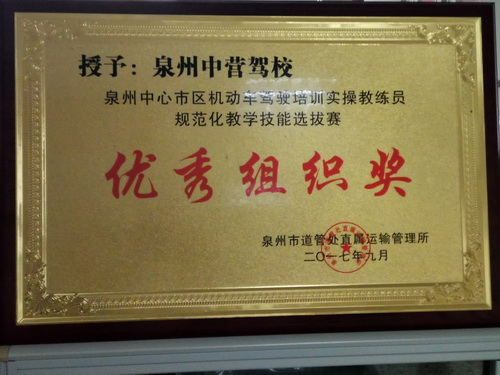 授予：泉州中营驾校
泉州中心市区机动车驾驶培训实操教练员
规范化教学技能选拔赛
优秀组织奖
泉州市道管处直属运输管理所
二〇一七年九月